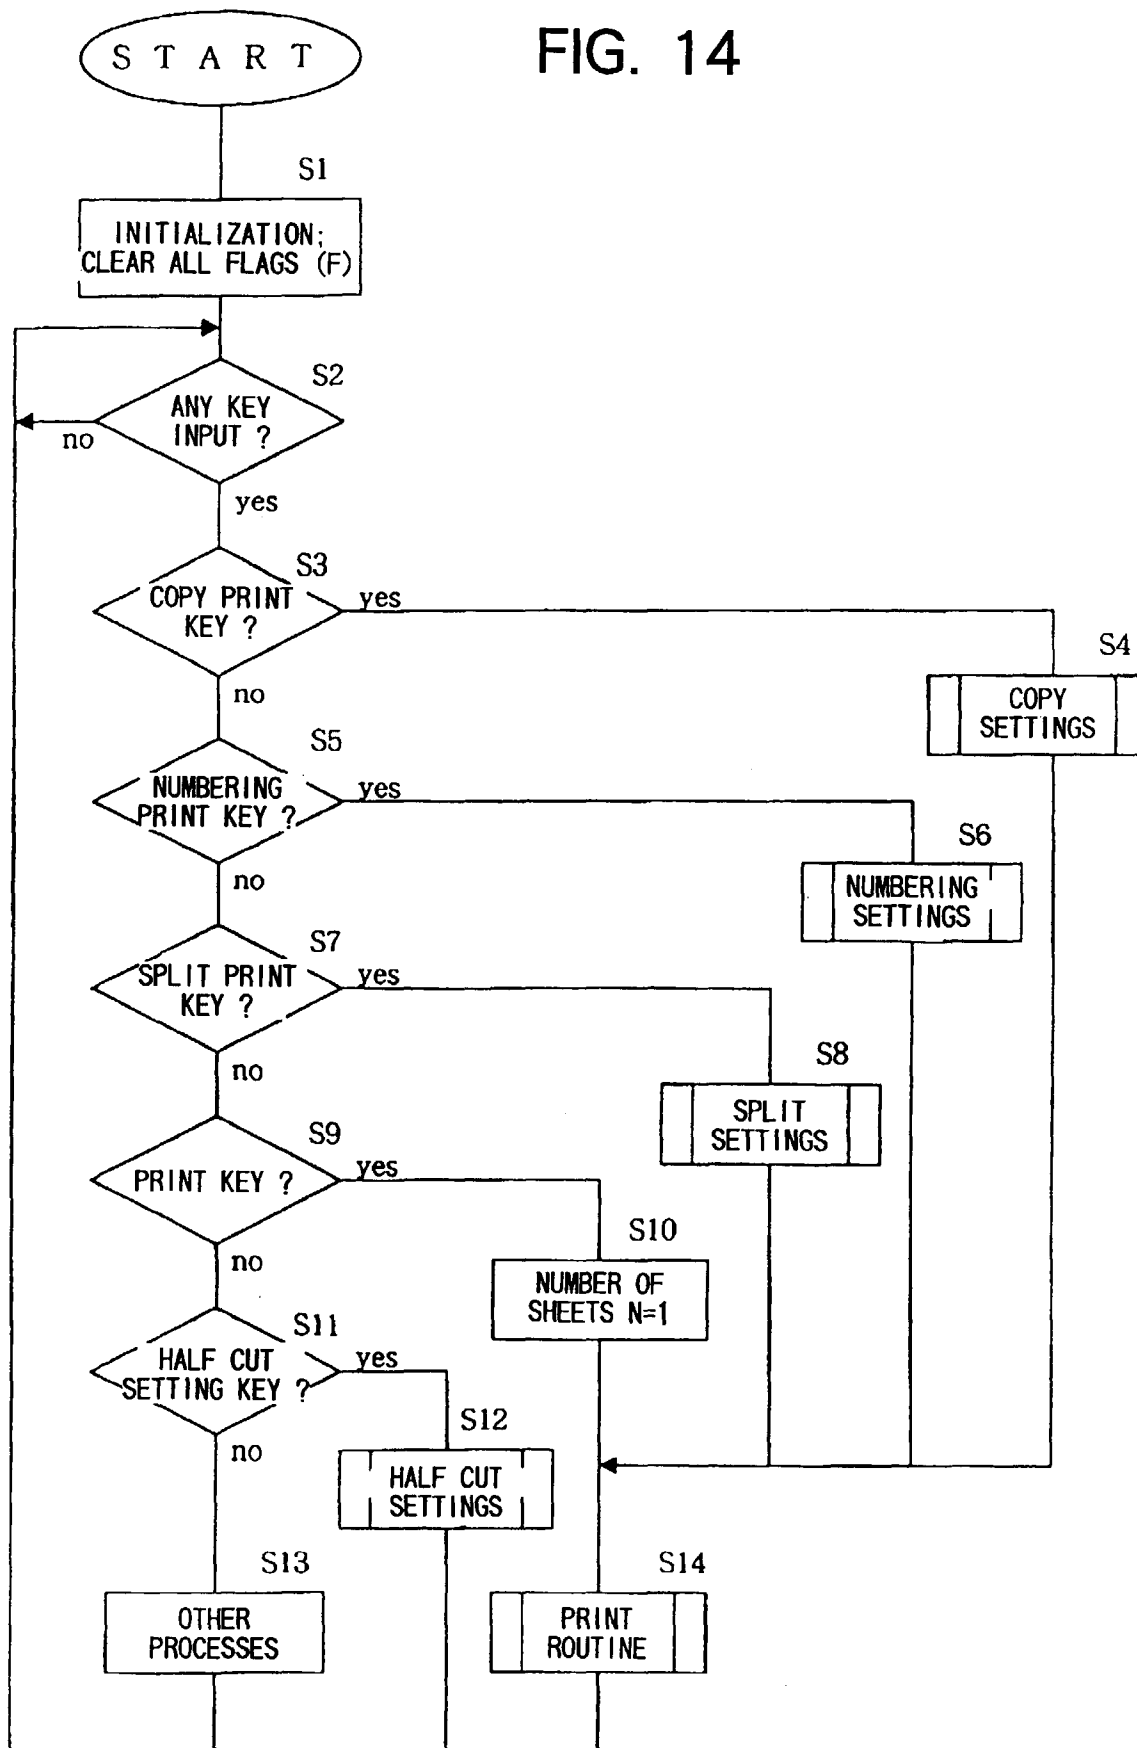 FIG. 14
START
S1
INITIALIZATION;
CLEAR ALL FLAGS (F)
S2
ANY KEY
INPUT ?
no
yes
S3
COPY PRINT
KEY ?
yes
no
S4
COPY
SETTINGS
S5
NUMBERING
PRINT KEY ?
yes
no
S6
NUMBERING
SETTINGS
S7
SPLIT PRINT
KEY ?
yes
no
S8
SPLIT
SETTINGS
S9
PRINT KEY ?
yes
no
S10
NUMBER OF
SHEETS N=1
S11
HALF CUT
SETTING KEY ?
yes
no
S12
HALF CUT
SETTINGS
S13
OTHER
PROCESSES
S14
PRINT
ROUTINE